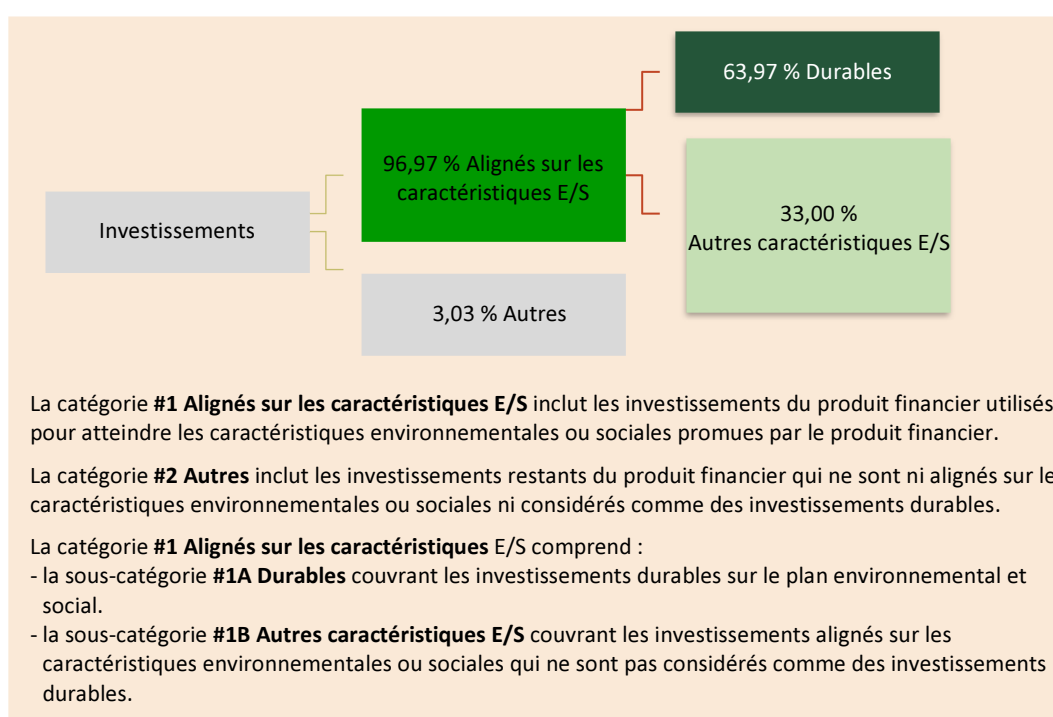 63,97 % Durables
96,97 % Alignés sur les
caractéristiques E/S
Investissements
33,00 %
Autres caractéristiques E/S
3,03 % Autres
La catégorie #1 Alignés sur les caractéristiques E/S inclut les investissements du produit financier utilisés
pour atteindre les caractéristiques environnementales ou sociales promues par le produit financier.
La catégorie #2 Autres inclut les investissements restants du produit financier qui ne sont ni alignés sur le
caractéristiques environnementales ou sociales ni considérés comme des investissements durables.
La catégorie #1 Alignés sur les caractéristiques E/S comprend :
- la sous-catégorie #1A Durables couvrant les investissements durables sur le plan environnemental et
social.
- la sous-catégorie #1B Autres caractéristiques E/S couvrant les investissements alignés sur les
caractéristiques environnementales ou sociales qui ne sont pas considérés comme des investissements
durables.